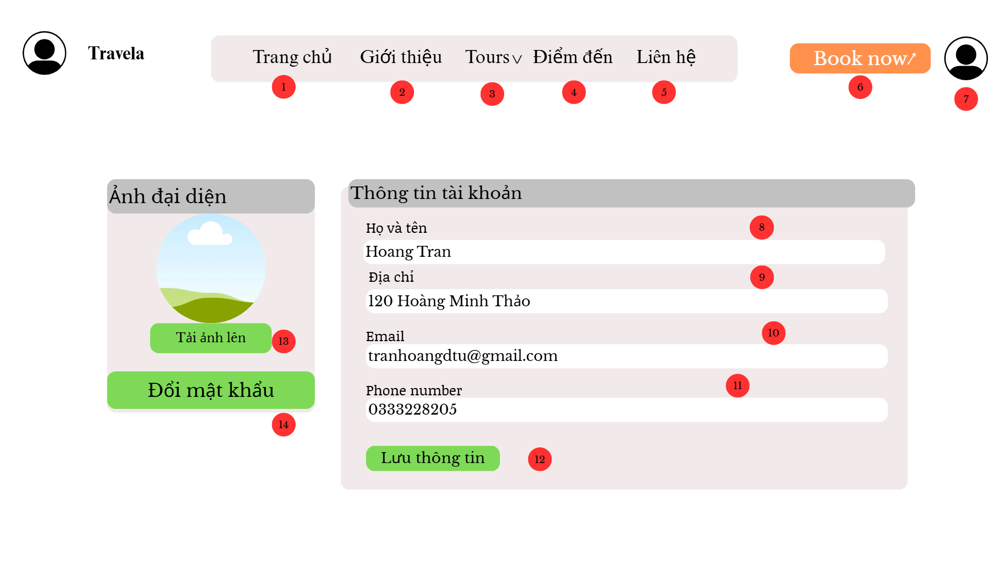 Travela
Trang chủ Giới thiệu Tours Điểm đến Liên hệ
Book now
1 2 3 4 5 6 7
Ảnh đại diện
Tải ảnh lên
13
Đổi mật khẩu
14
Thông tin tài khoản
Họ và tên
8
Hoang Tran
Địa chỉ
9
120 Hoàng Minh Thảo
Email
10
tranhoangdtu@gmail.com
Phone number
11
0333228205
Lưu thông tin
12